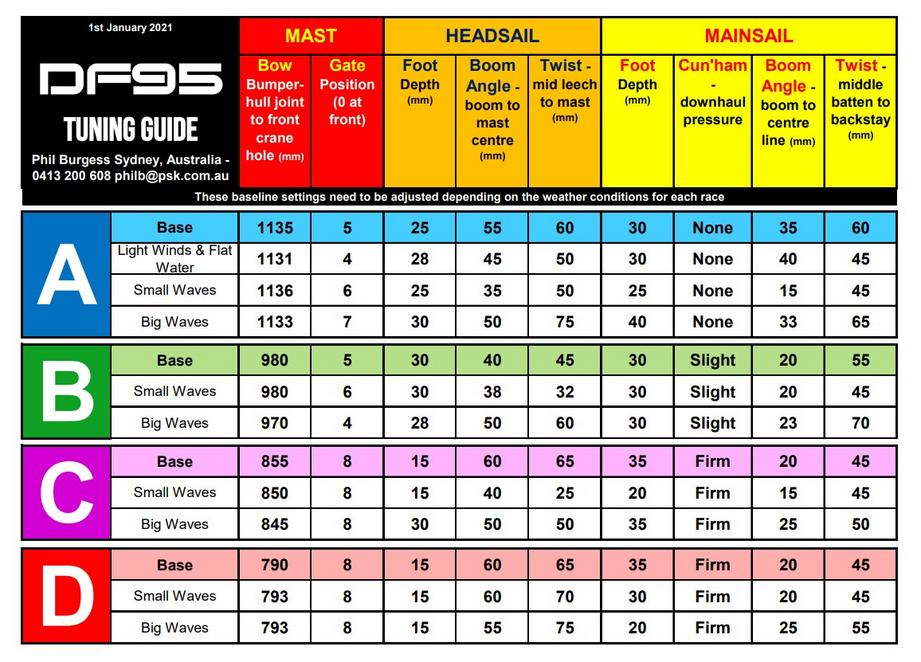 1st January 2021
DF95
TUNING GUIDE
Phil Burgess Sydney, Australia -
0413 200 608 philb@psk.com.au
MAST HEADSAIL MAINSAIL
Bow
Bumper-
hull joint
to front
crane
hole (mm)
Gate
Position
(0 at
front)
Foot
Depth
(mm)
Boom
Angle -
boom to
mast
centre
(mm)
Twist -
mid leech
to mast
(mm)
Foot
Depth
(mm)
Cun'ham
-
downhaul
pressure
Boom
Angle -
boom to
centre
line (mm)
Twist -
middle
batten to
backstay
(mm)
These baseline settings need to be adjusted depending on the weather conditions for each race
A
Base 1135 5 25 55 60 30 None 35 60
Light Winds & Flat
Water 1131 4 28 45 50 30 None 40 45
Small Waves 1136 6 25 35 50 25 None 15 45
Big Waves 1133 7 30 50 75 40 None 33 65
B
Base 980 5 30 40 45 30 Slight 20 55
Small Waves 980 6 30 38 32 30 Slight 20 45
Big Waves 970 4 28 50 60 30 Slight 23 70
C
Base 855 8 15 60 65 35 Firm 20 45
Small Waves 850 8 15 40 25 20 Firm 15 45
Big Waves 845 8 30 50 50 35 Firm 25 50
D
Base 790 8 15 60 65 35 Firm 20 45
Small Waves 793 8 15 60 70 30 Firm 20 45
Big Waves 793 8 15 55 75 20 Firm 25 55